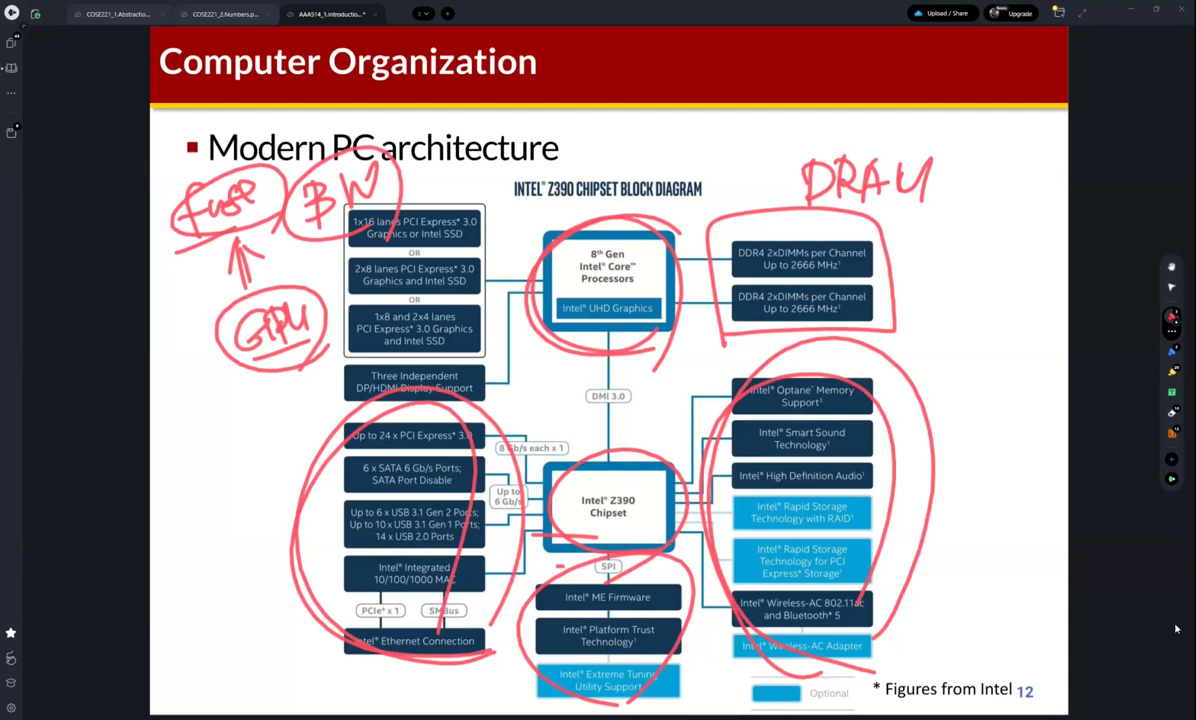 COSE221_1.Abstractio...
COSE221_2.Numbers.p...
AAA514_1.Introductio...*
Upload / Share
Upgrade
Computer Organization
Modern PC architecture
BW
DRAM
GPU
INTEL® Z390 CHIPSET BLOCK DIAGRAM
1x16 lanes PCI Express* 3.0
Graphics or Intel SSD
OR
2x8 lanes PCI Express* 3.0
Graphics and Intel SSD
OR
1x8 and 2x4 lanes
PCI Express* 3.0 Graphics
and Intel SSD
Three Independent
DP/HDMI Display Support
8th Gen
Intel® Core™
Processors
Intel® UHD Graphics
DDR4 2xDIMMs per Channel
Up to 2666 MHz¹
DDR4 2xDIMMs per Channel
Up to 2666 MHz¹
DMI 3.0
Up to 24 x PCI Express* 3.0
8 Gb/s each x 1
6 x SATA 6 Gb/s Ports;
SATA Port Disable
Up to
6 Gb/s
Up to 6 x USB 3.1 Gen 2 Ports;
Up to 10 x USB 3.1 Gen 1 Ports;
14 x USB 2.0 Ports
Intel® Integrated
10/100/1000 MAC
PCIe* x 1
SMBus
Intel® Ethernet Connection
Intel® Z390
Chipset
SPI
Intel® ME Firmware
Intel® Platform Trust
Technology¹
Intel® Extreme Tuning
Utility Support
Intel® Optane™ Memory
Support¹
Intel® Smart Sound
Technology¹
Intel® High Definition Audio¹
Intel® Rapid Storage
Technology with RAID¹
Intel® Rapid Storage
Technology for PCI
Express* Storage¹
Intel® Wireless-AC 802.11ac
and Bluetooth* 5
Intel® Wireless-AC Adapter
Optional
* Figures from Intel
12